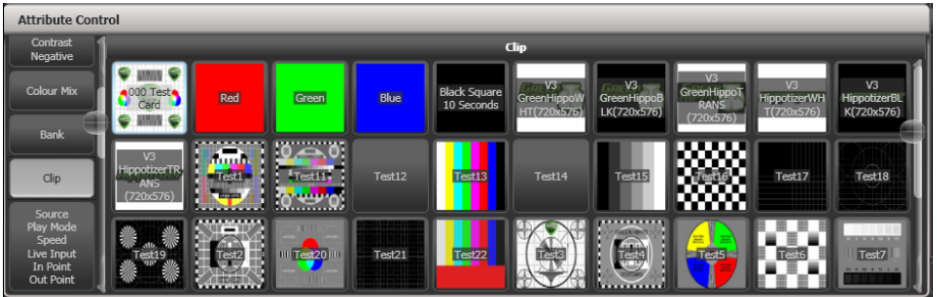 Attribute Control
Contrast
Negative
Colour Mix
Bank
Clip
Source
Play Mode
Speed
Live Input
In Point
Out Point
Clip
000 Test
Card
Red
Green
Blue
Black Square
10 Seconds
V3
GreenHippoW
HT(720x576)
V3
GreenHippoB
LK(720x576)
V3
GreenHippoT
RANS
(720x576)
V3
HippotizerWH
T(720x576)
V3
HippotizerBL
K(720x576)
V3
HippotizerTR
ANS
(720x576)
Test1
Test11
Test12
Test13
Test14
Test15
Test16
Test17
Test18
Test19
Test2
Test20
Test21
Test22
Test3
Test4
Test5
Test6
Test7